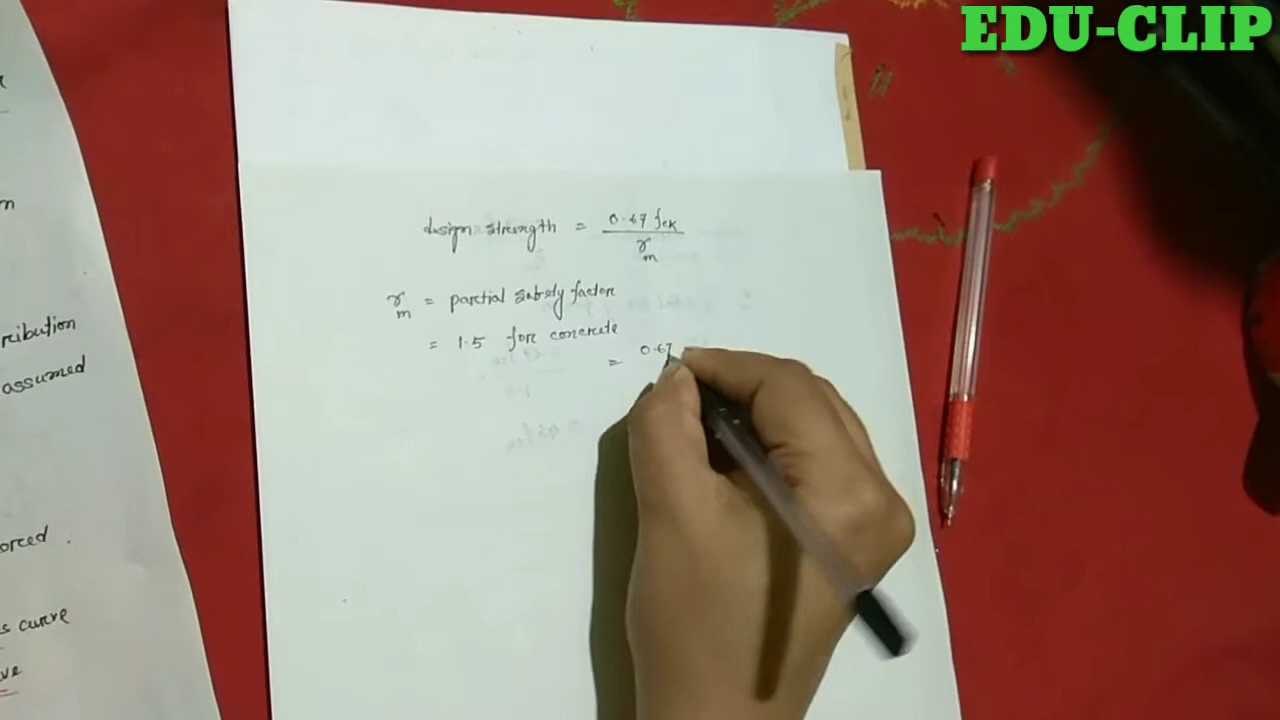 EDU-CLIP
design strength = 0.67 fck / γm
γm = partial safety factor
= 1.5 for concrete
= 0.67
n
ribution
assumed
orced .
s curve
ve